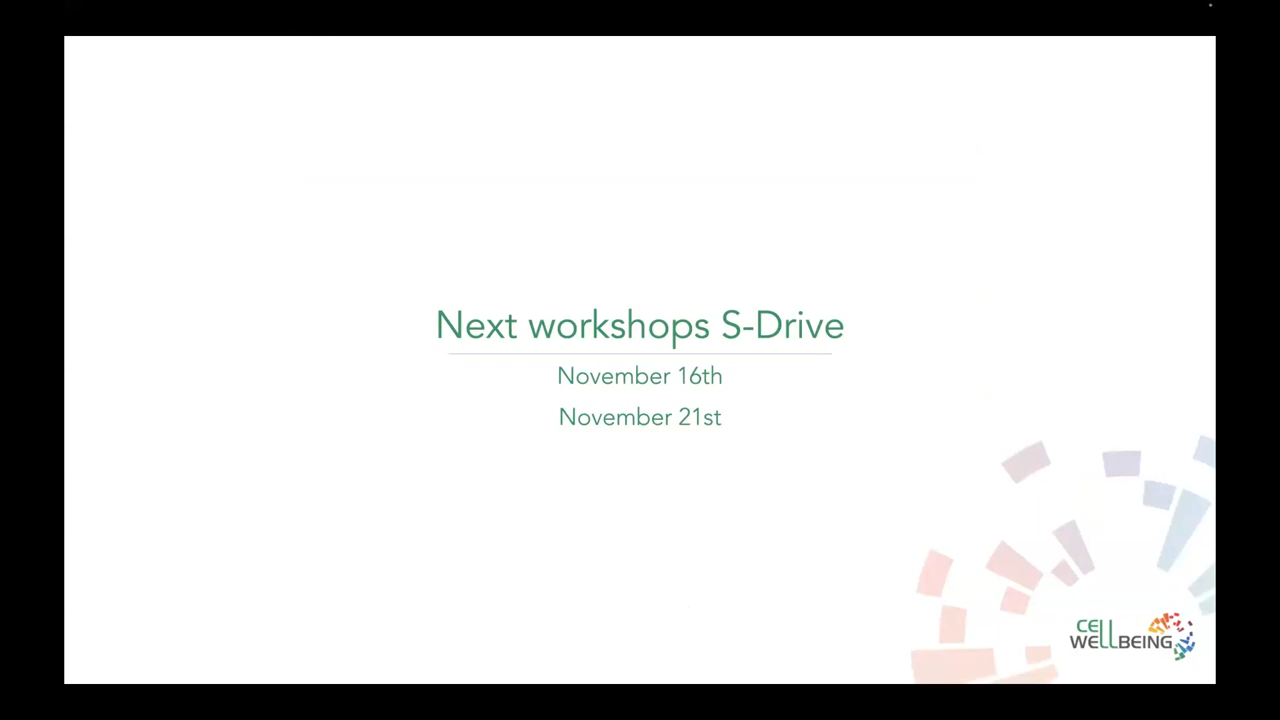 Next workshops S-Drive
November 16th
November 21st
CELL
WELLBEING